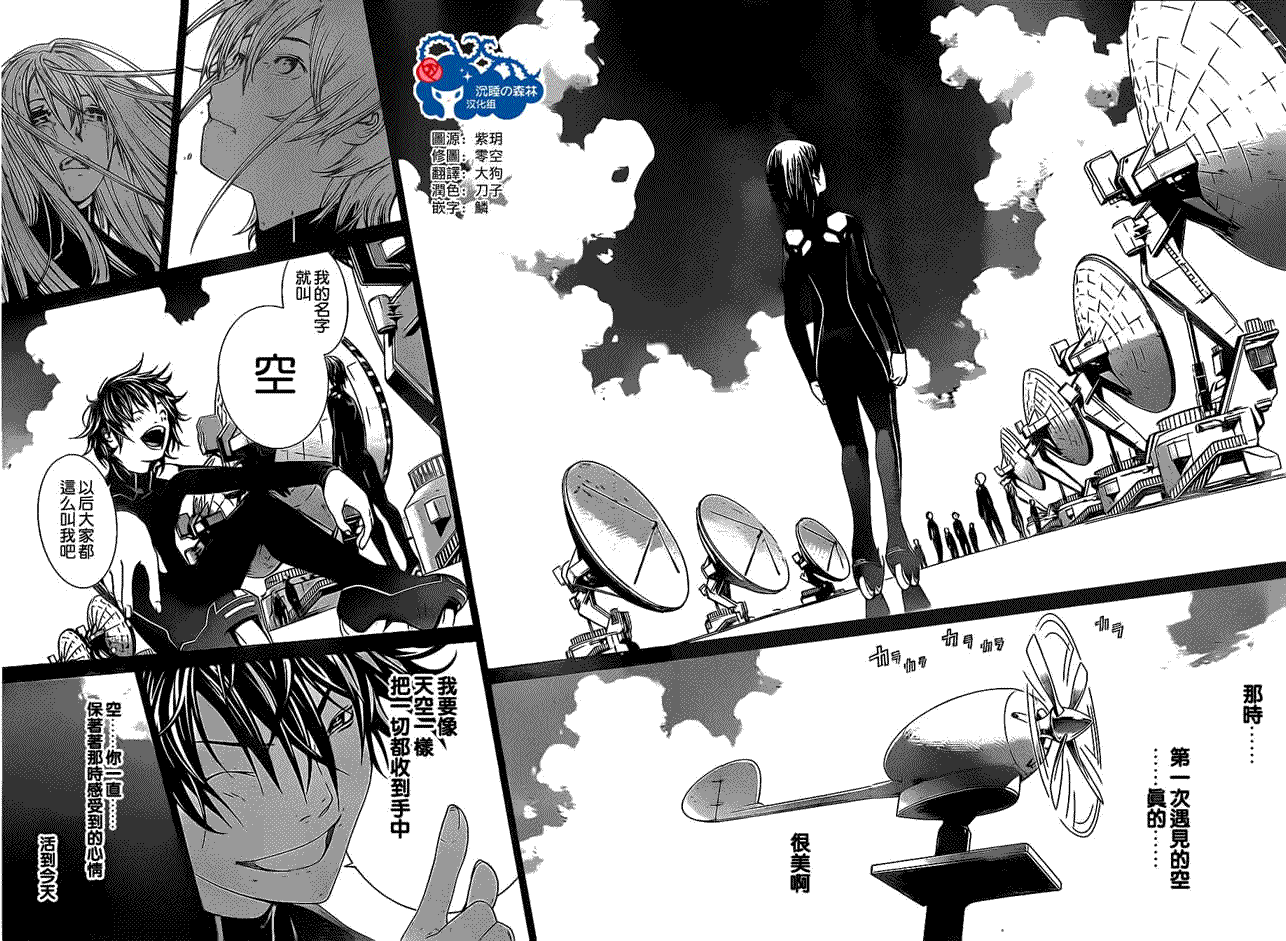 沉睡の森林
汉化组
圖源：紫玥
修圖：零空
翻譯：大狗
潤色：刀子
嵌字：鱗
カラ
カラ
カラ
カラ
カラ
那時……
第一次遇見的空
……眞的……
很美啊
我的名字
就叫
空
以后大家都
這么叫我吧
我要像
天空一樣
把一切都收到手中
空……你一直……
保著著那時感受到的心情
活到今天